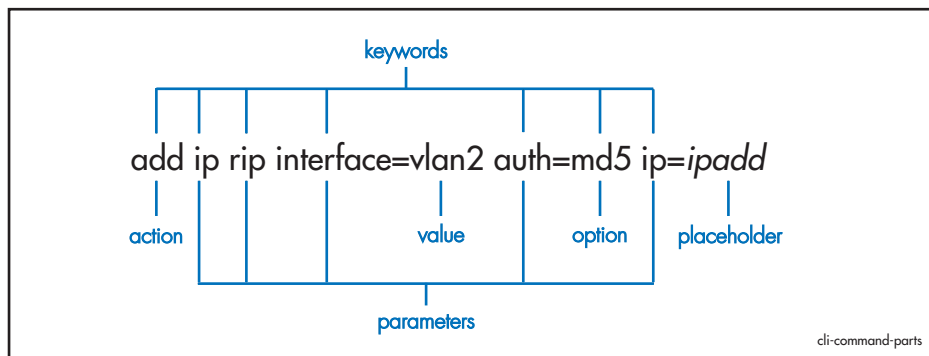 keywords
add ip rip interface=vlan2 auth=md5 ip=ipadd
action value option placeholder
parameters
cli-command-parts